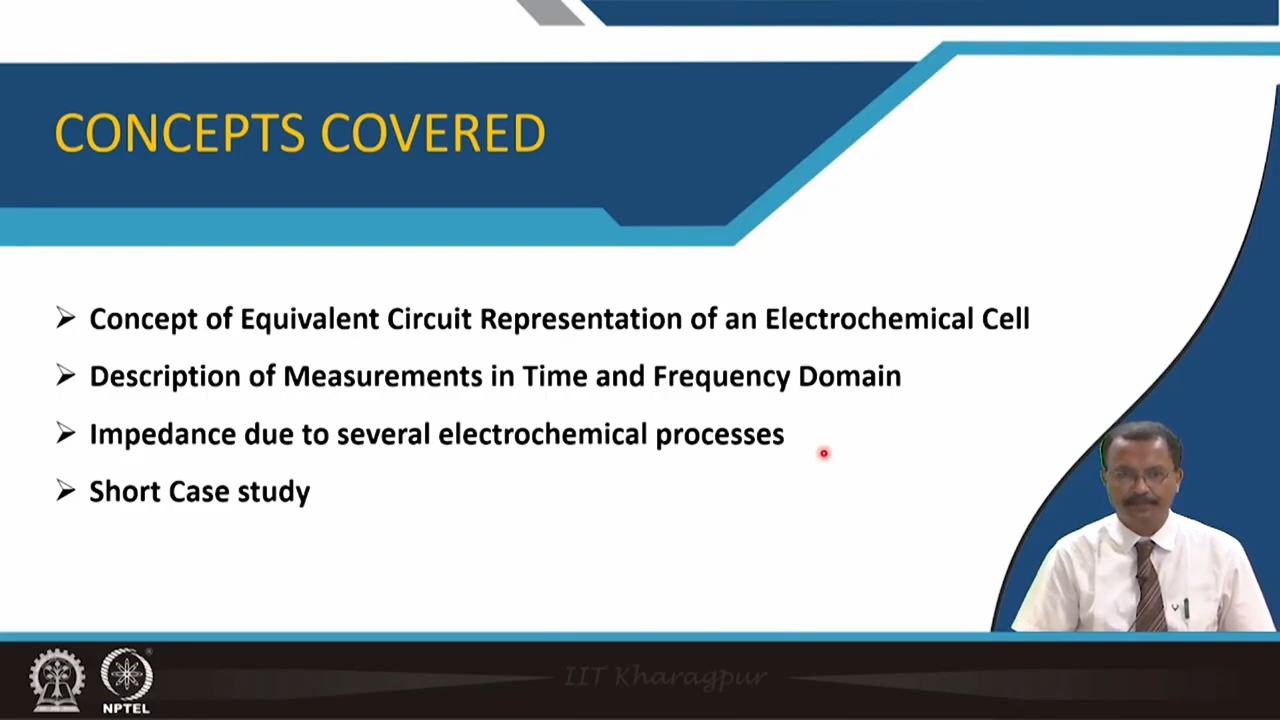 CONCEPTS COVERED
➢ Concept of Equivalent Circuit Representation of an Electrochemical Cell
➢ Description of Measurements in Time and Frequency Domain
➢ Impedance due to several electrochemical processes
➢ Short Case study
IIT Kharagpur
NPTEL